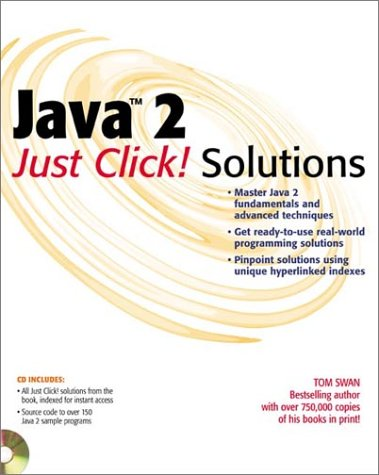 Java™ 2
Just Click! Solutions
• Master Java 2
fundamentals and
advanced techniques
• Get ready-to-use real-world
programming solutions
• Pinpoint solutions using
unique hyperlinked indexes
CD INCLUDES:
• All Just Click! solutions from the
book, indexed for instant access
• Source code to over 150
Java 2 sample programs
TOM SWAN
Bestselling author
with over 750,000 copies
of his books in print!